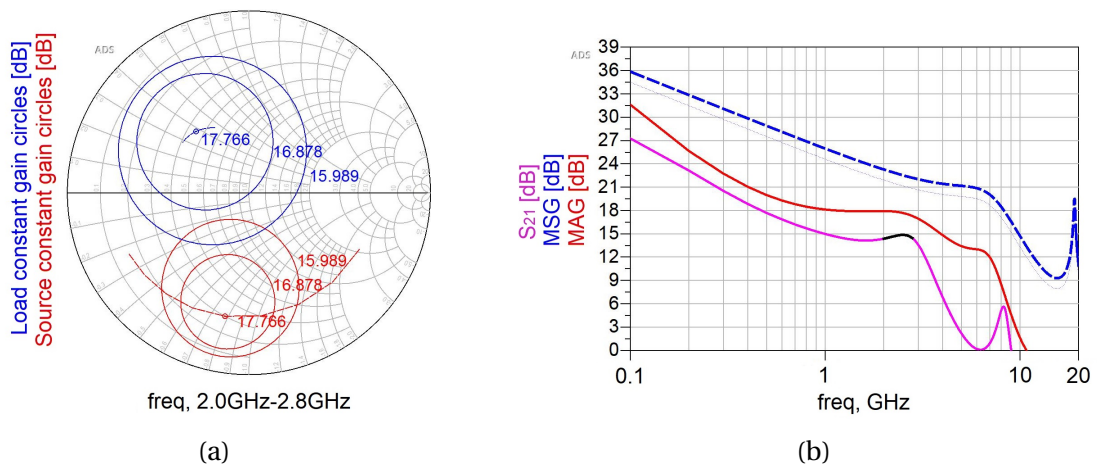 Load constant gain circles [dB]
Source constant gain circles [dB]
ADS
17.766
16.878
15.989
15.989
16.878
17.766
freq, 2.0GHz-2.8GHz
(a)
S21 [dB]
MSG [dB]
MAG [dB]
ADS
39
36
33
30
27
24
21
18
15
12
9
6
3
0
0.1
1
10
20
freq, GHz
(b)